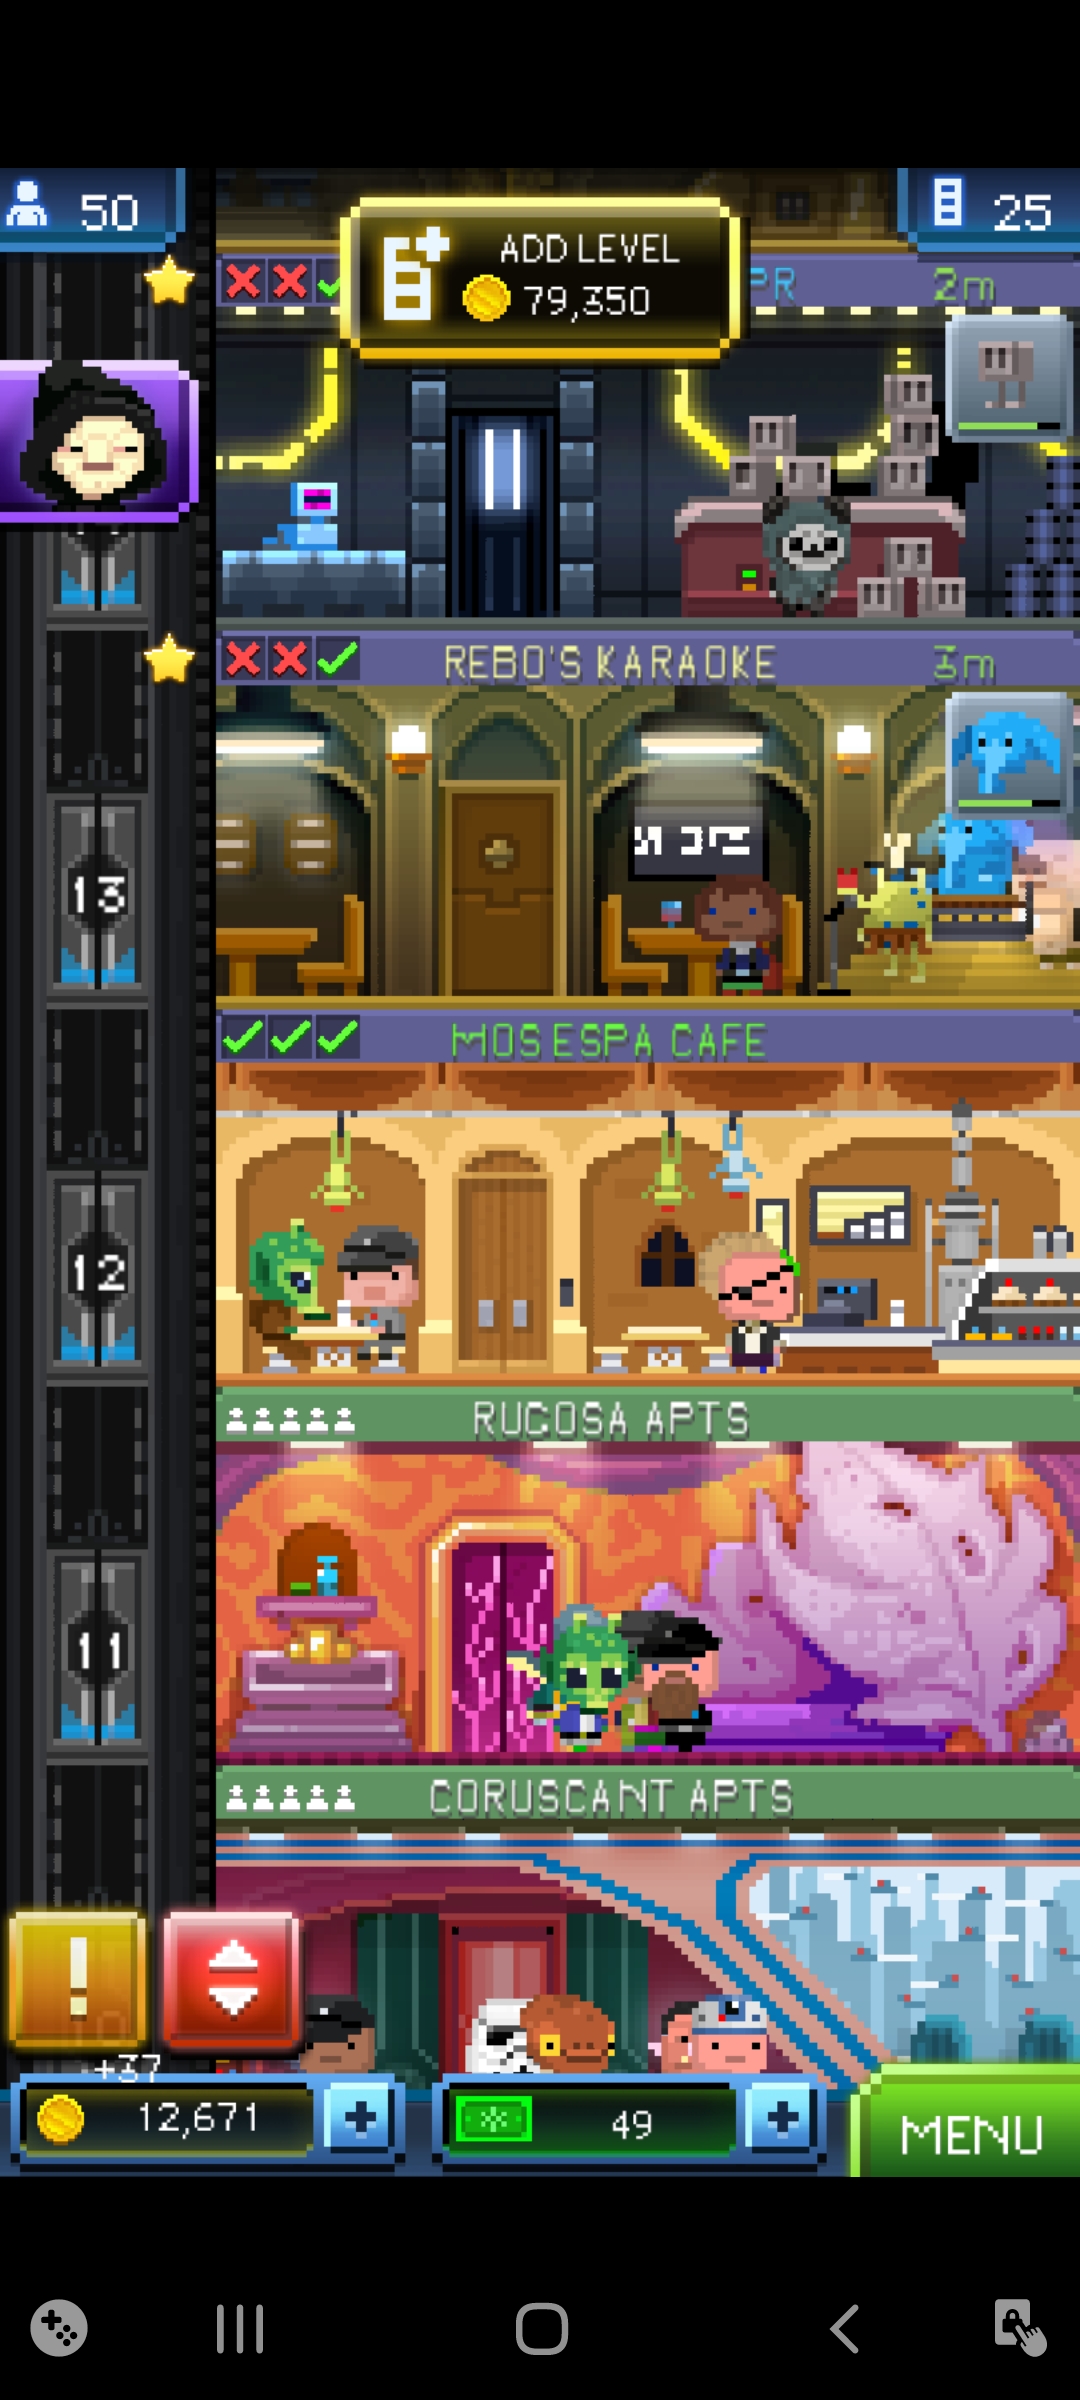 50
ADD LEVEL
79,350
25
PR
2m
REBO'S KARAOKE
3m
13
MOS ESPA CAFE
12
RUCOSA APTS
11
CORUSCANT APTS
!
+37
12,671
+
49
+
MENU